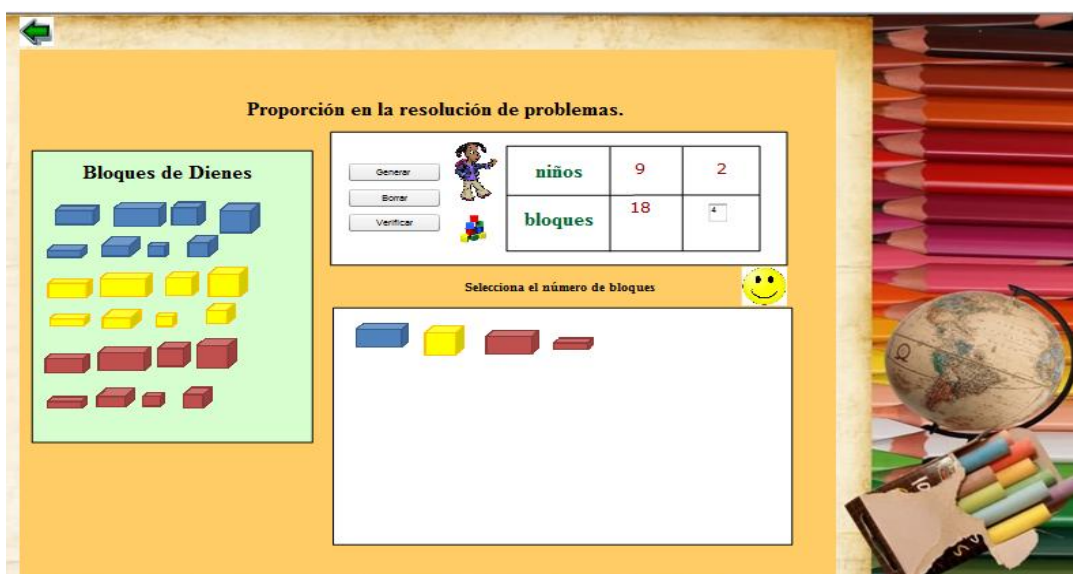 Proporción en la resolución de problemas.
Bloques de Dienes
Generar
Borrar
Verificar
niños 9 2
bloques 18 4
Selecciona el número de bloques